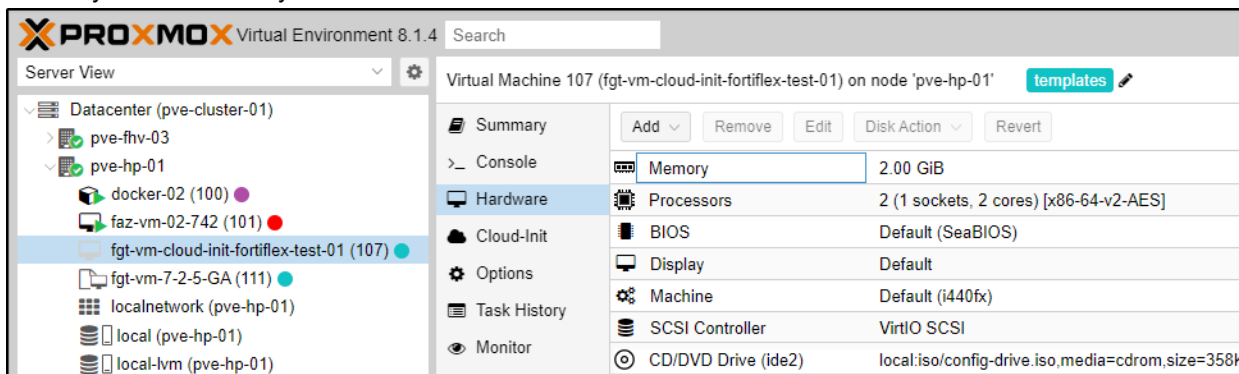 PROXMOX Virtual Environment 8.1.4 Search
Server View
Datacenter (pve-cluster-01)
pve-fhv-03
pve-hp-01
docker-02 (100)
faz-vm-02-742 (101)
fgt-vm-cloud-init-fortiflex-test-01 (107)
fgt-vm-7-2-5-GA (111)
localnetwork (pve-hp-01)
local (pve-hp-01)
local-lvm (pve-hp-01)
Virtual Machine 107 (fgt-vm-cloud-init-fortiflex-test-01) on node 'pve-hp-01' templates
Summary
Console
Hardware
Cloud-Init
Options
Task History
Monitor
Add Remove Edit Disk Action Revert
Memory 2.00 GiB
Processors 2 (1 sockets, 2 cores) [x86-64-v2-AES]
BIOS Default (SeaBIOS)
Display Default
Machine Default (i440fx)
SCSI Controller VirtIO SCSI
CD/DVD Drive (ide2) local:iso/config-drive.iso,media=cdrom,size=358K